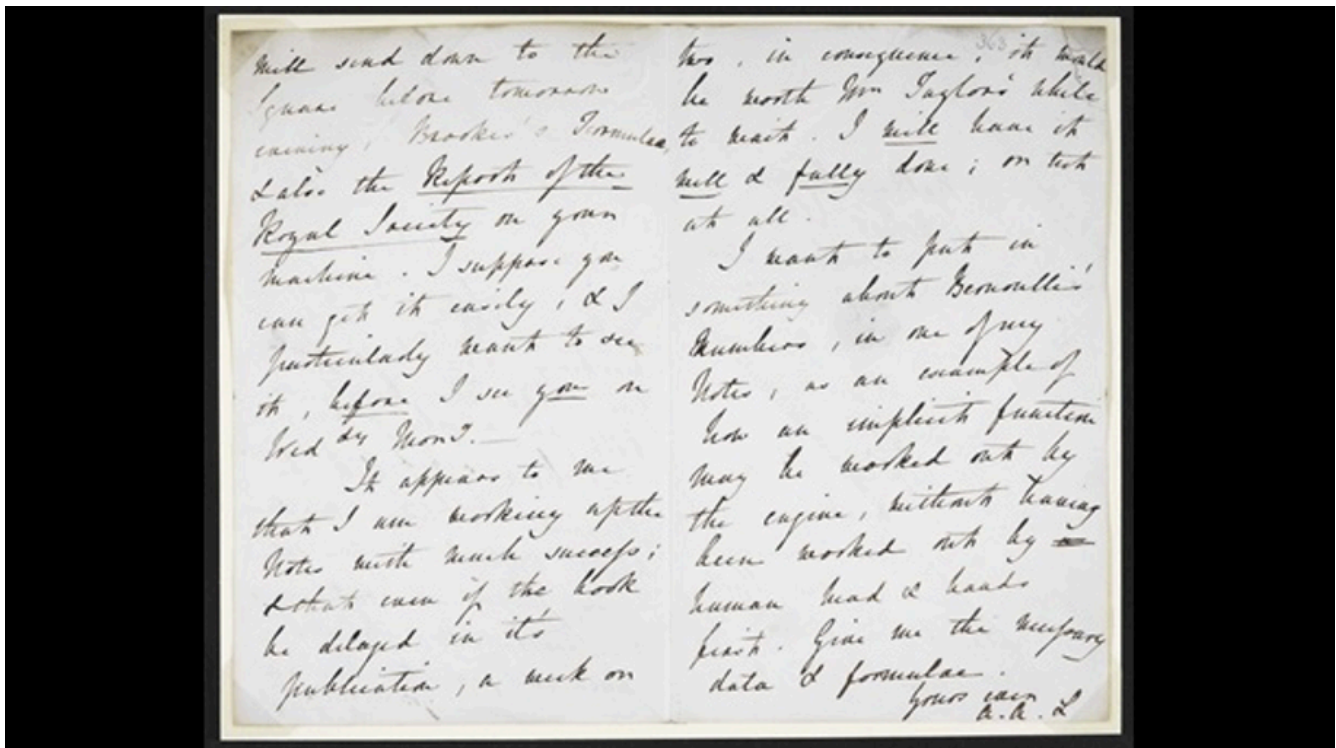 will send down to the
Square before tomorrow
evening, Brooke's Formulae,
& also the Report of the
Royal Society on your
machine. I suppose you
can get it easily, & I
particularly want to see
it, before I see you on
Wed dy Morng.—
It appears to me
that I am working up the
Notes with much success;
& that even if the book
be delayed in it's
publication, a week or
363
two, in consequence, it would
be worth Mr Taylor's while
to wait. I will have it
well & fully done; or not
at all.
I want to put in
something about Bernoulli's
Numbers, in one of my
Notes, as an example of
how an implicit function
may be worked out by
the engine, without having
been worked out by
human head & hands
first. Give me the necessary
data & formulae.
Yours ever
A.A.L